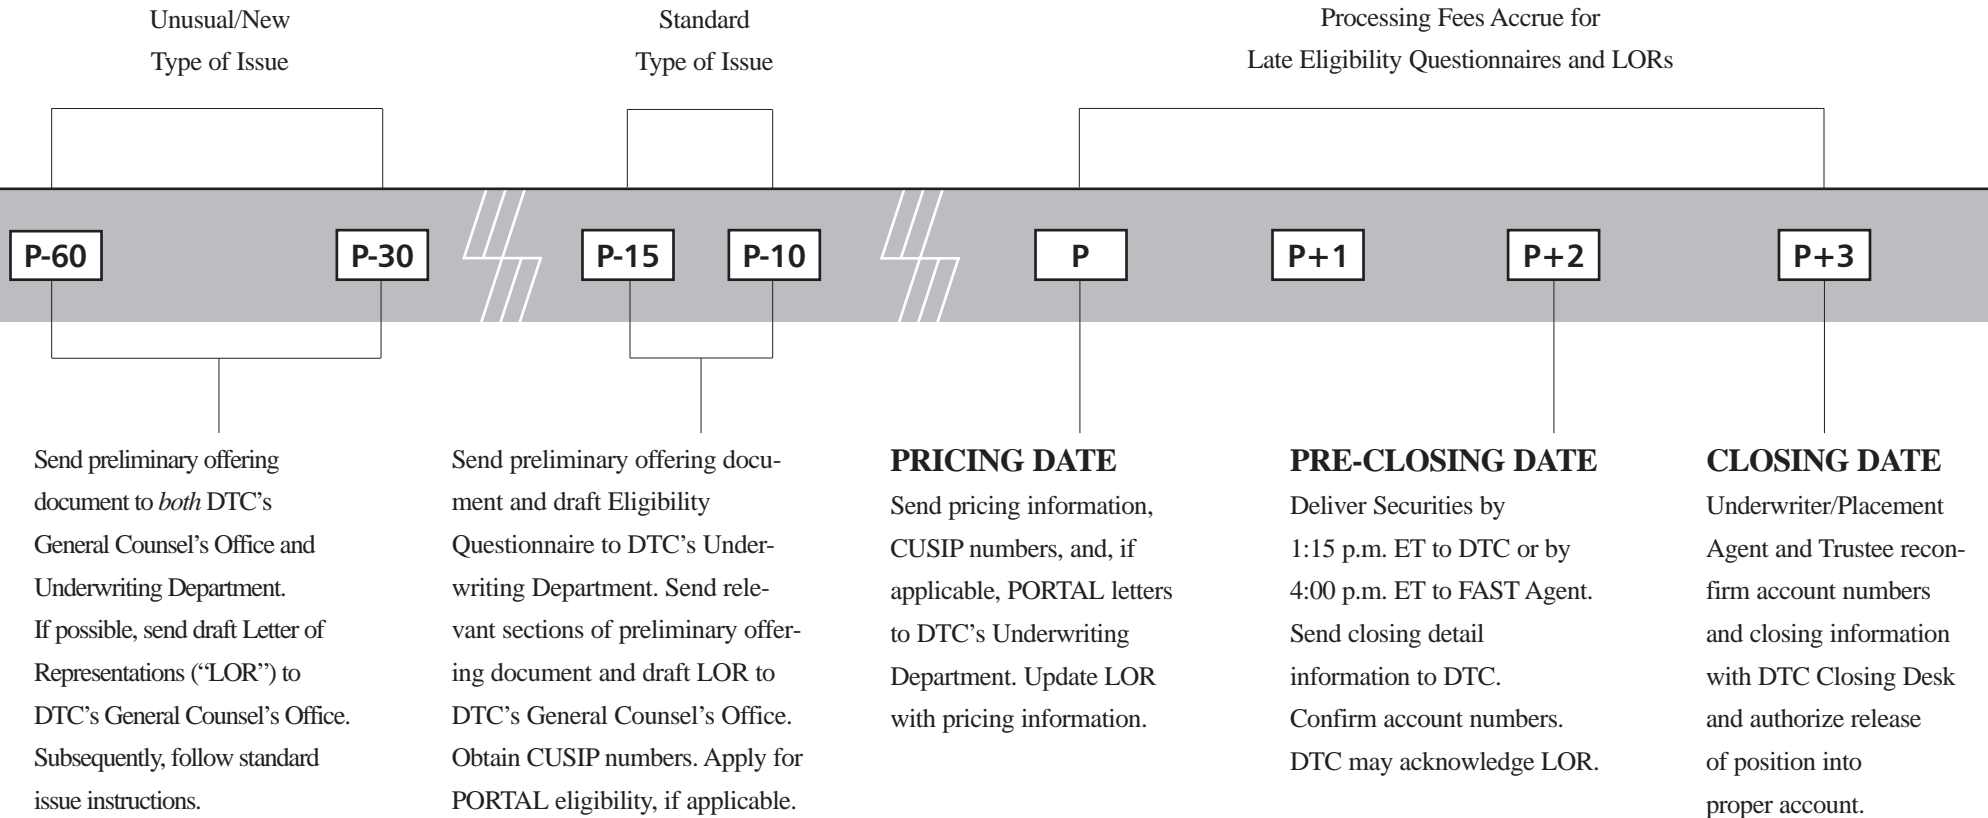 Unusual/New
Type of Issue
Standard
Type of Issue
Processing Fees Accrue for
Late Eligibility Questionnaires and LORs
P-60
P-30
P-15
P-10
P
P+1
P+2
P+3
Send preliminary offering
document to both DTC's
General Counsel's Office and
Underwriting Department.
If possible, send draft Letter of
Representations (“LOR”) to
DTC's General Counsel's Office.
Subsequently, follow standard
issue instructions.
Send preliminary offering docu-
ment and draft Eligibility
Questionnaire to DTC's Under-
writing Department. Send rele-
vant sections of preliminary offer-
ing document and draft LOR to
DTC's General Counsel's Office.
Obtain CUSIP numbers. Apply for
PORTAL eligibility, if applicable.
PRICING DATE
Send pricing information,
CUSIP numbers, and, if
applicable, PORTAL letters
to DTC's Underwriting
Department. Update LOR
with pricing information.
PRE-CLOSING DATE
Deliver Securities by
1:15 p.m. ET to DTC or by
4:00 p.m. ET to FAST Agent.
Send closing detail
information to DTC.
Confirm account numbers.
DTC may acknowledge LOR.
CLOSING DATE
Underwriter/Placement
Agent and Trustee recon-
firm account numbers
and closing information
with DTC Closing Desk
and authorize release
of position into
proper account.